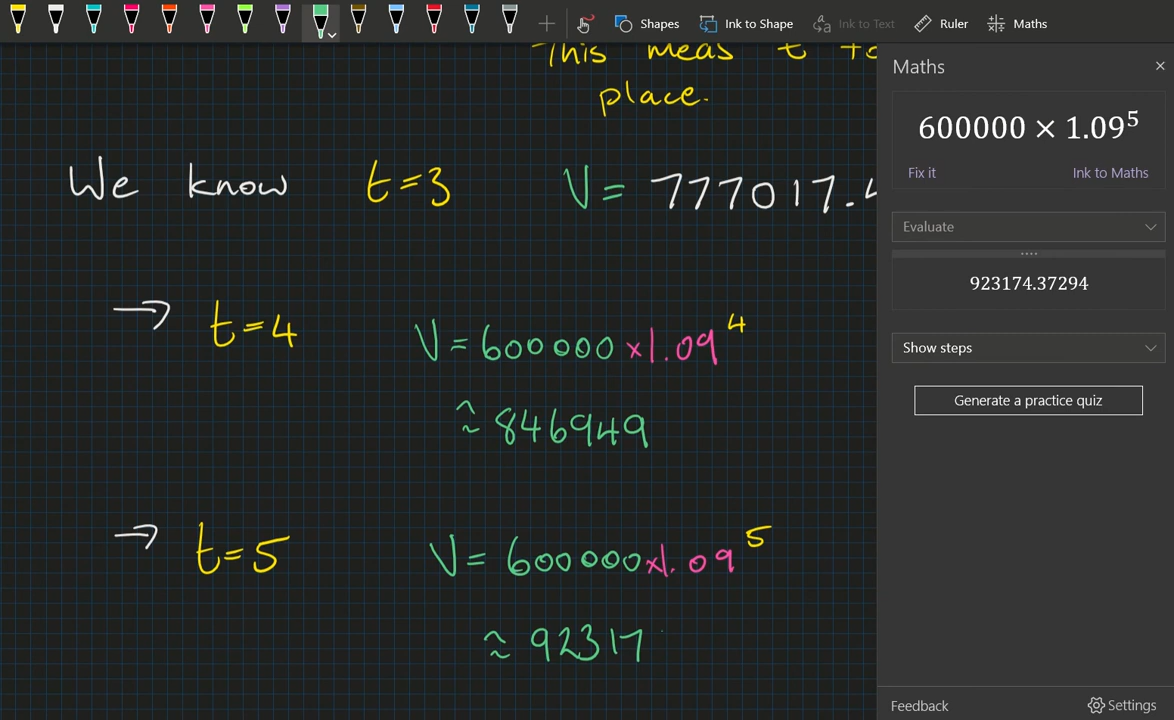 Shapes Ink to Shape Ink to Text Ruler Maths
This meas t to
place.
We know t=3 V= 777017.4
→ t=4 V=600000×1.09⁴
≈846949
→ t=5 V=600000×1.09⁵
≈92317
Maths
600000 × 1.09⁵
Fix it Ink to Maths
Evaluate
923174.37294
Show steps
Generate a practice quiz
Feedback Settings